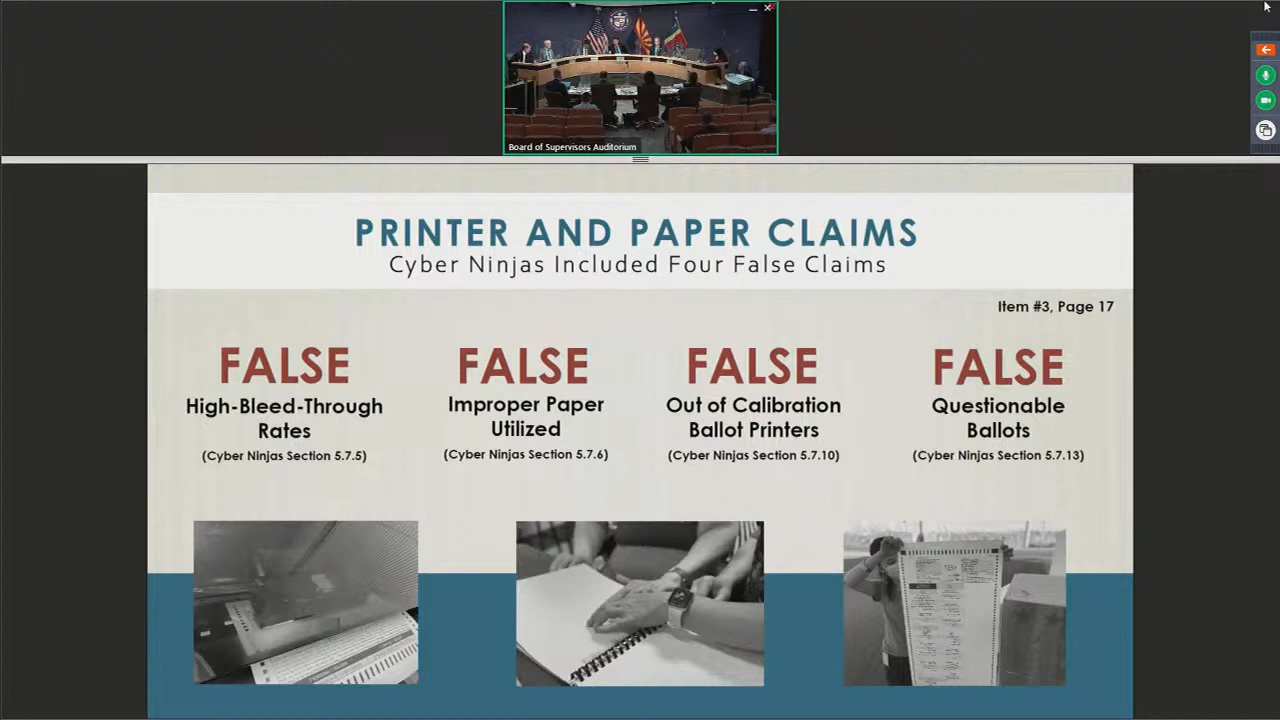 Board of Supervisors Auditorium
PRINTER AND PAPER CLAIMS
Cyber Ninjas Included Four False Claims
Item #3, Page 17
FALSE
High-Bleed-Through
Rates
(Cyber Ninjas Section 5.7.5)
FALSE
Improper Paper
Utilized
(Cyber Ninjas Section 5.7.6)
FALSE
Out of Calibration
Ballot Printers
(Cyber Ninjas Section 5.7.10)
FALSE
Questionable
Ballots
(Cyber Ninjas Section 5.7.13)